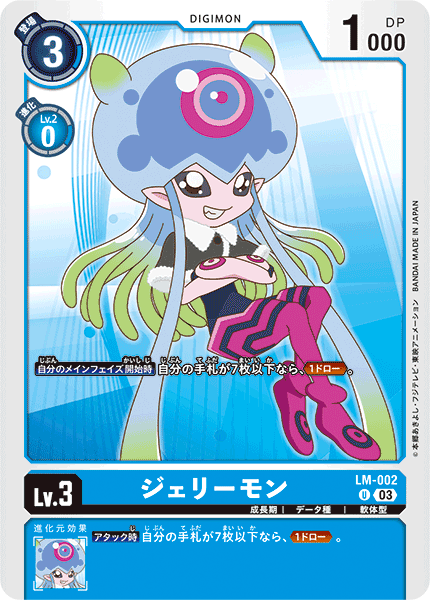 登場
3
DIGIMON
DP
1000
進化
Lv.2
0
BANDAI MADE IN JAPAN
©本郷あきよし・フジテレビ・東映アニメーション
自分のメインフェイズ開始時 自分の手札が7枚以下なら、1ドロー。
LM-002
Lv.3
ジェリーモン
U 03
成長期 | データ種 | 軟体型
進化元効果
アタック時 自分の手札が7枚以下なら、1ドロー。